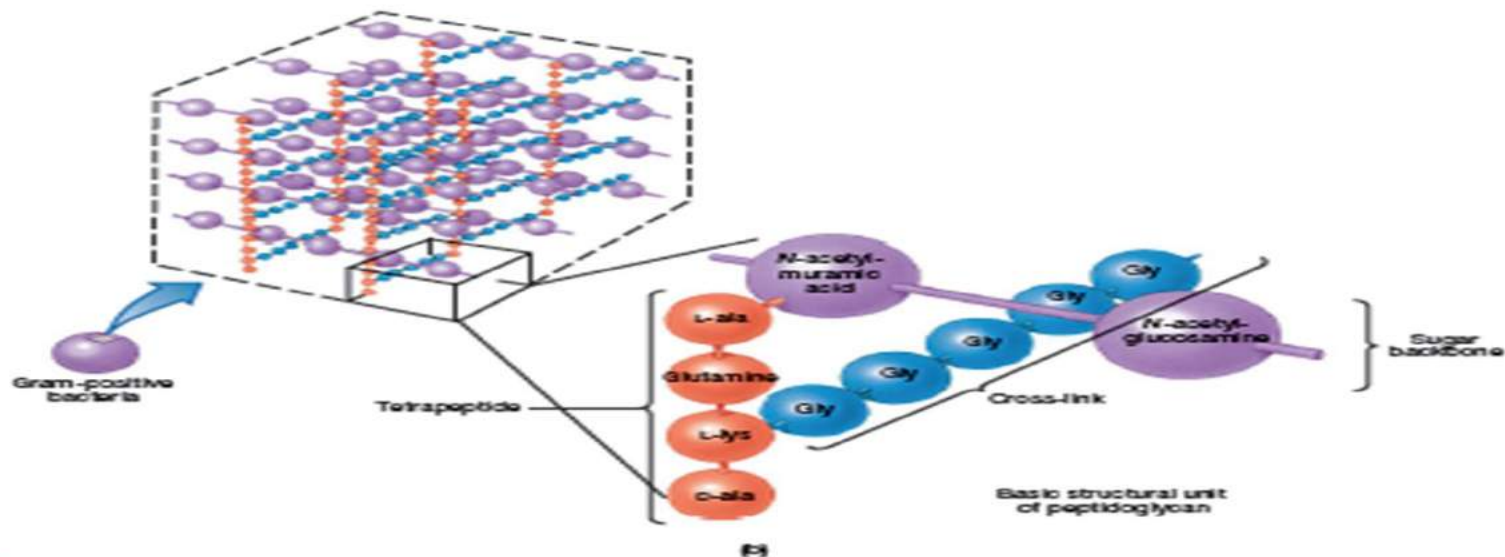 N-acetyl-
muramic
acid
Gly
L-ala
Gly
N-acetyl-
glucosamine
Sugar
backbone
Gly
Gram-positive
bacteria
Glutamine
Gly
Tetrapeptide
Gly
Cross-link
L-lys
D-ala
Basic structural unit
of peptidoglycan
(b)